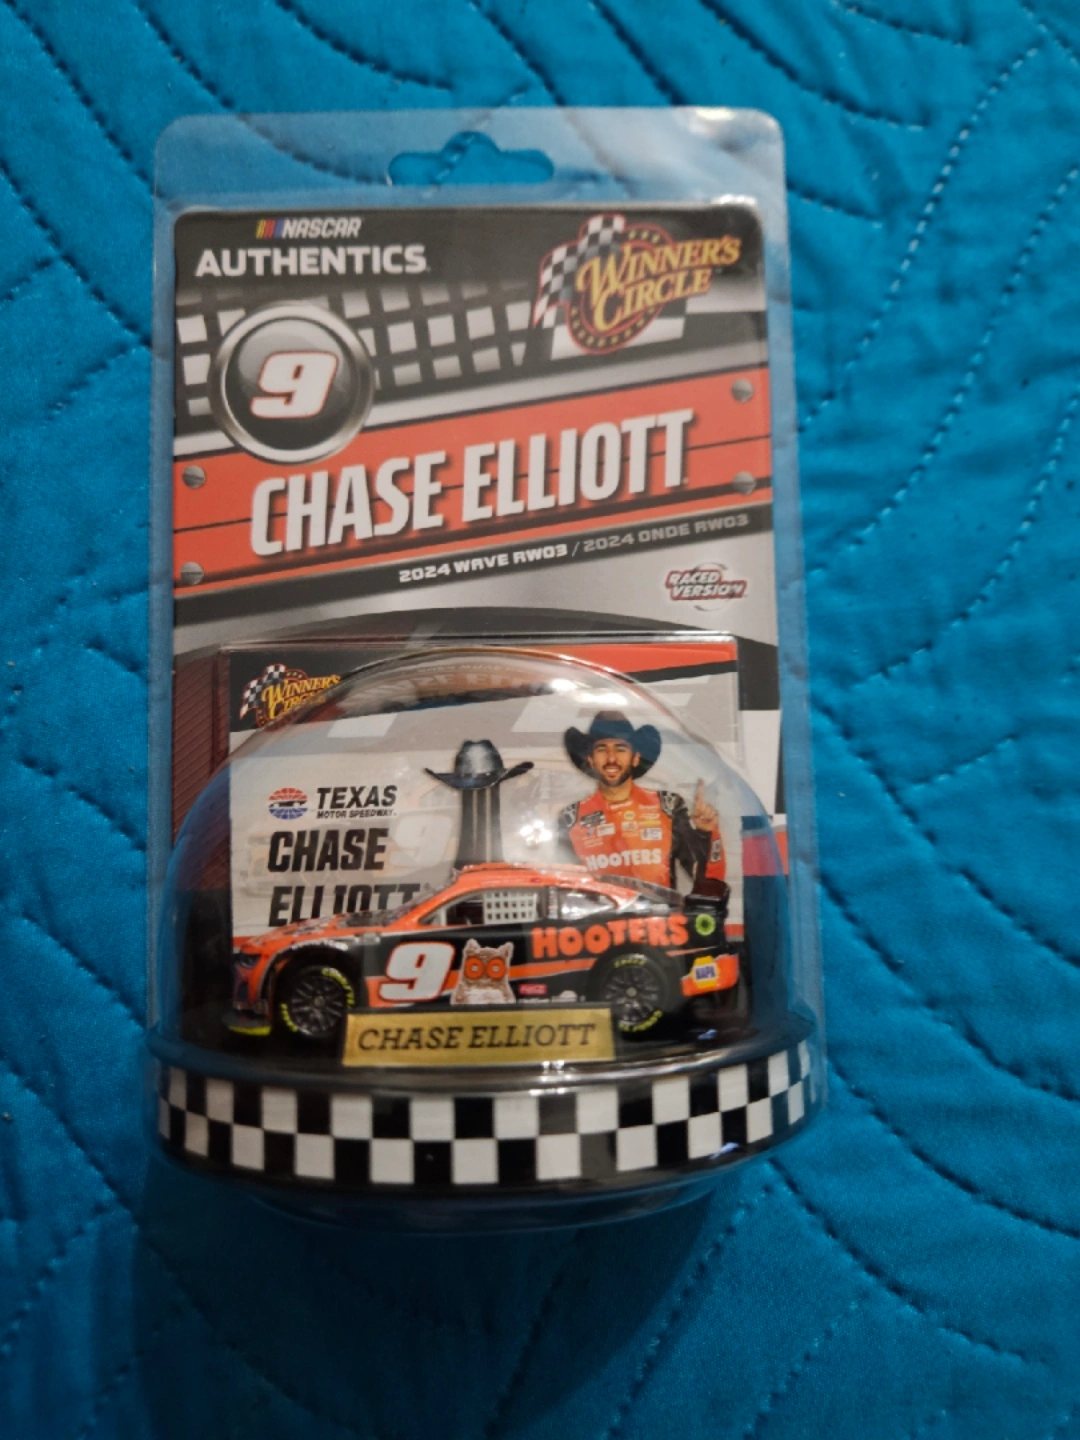 NASCAR
AUTHENTICS
WINNER'S
CIRCLE
9
CHASE ELLIOTT
2024 WAVE RW03 / 2024 ONDE RW03
RACED
VERSION
WINNER'S
CIRCLE
TEXAS
MOTOR SPEEDWAY
CHASE
ELLIOTT
HOOTERS
9
HOOTERS
NAPA
CHASE ELLIOTT